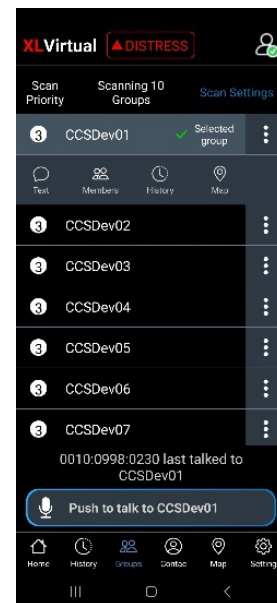 XLVirtual DISTRESS
Scan Priority
Scanning 10 Groups
Scan Settings
3 CCSDev01 Selected group
Text Members History Map
3 CCSDev02
3 CCSDev03
3 CCSDev04
3 CCSDev05
3 CCSDev06
3 CCSDev07
0010:0998:0230 last talked to
CCSDev01
Push to talk to CCSDev01
Home History Groups Contac Map Setting